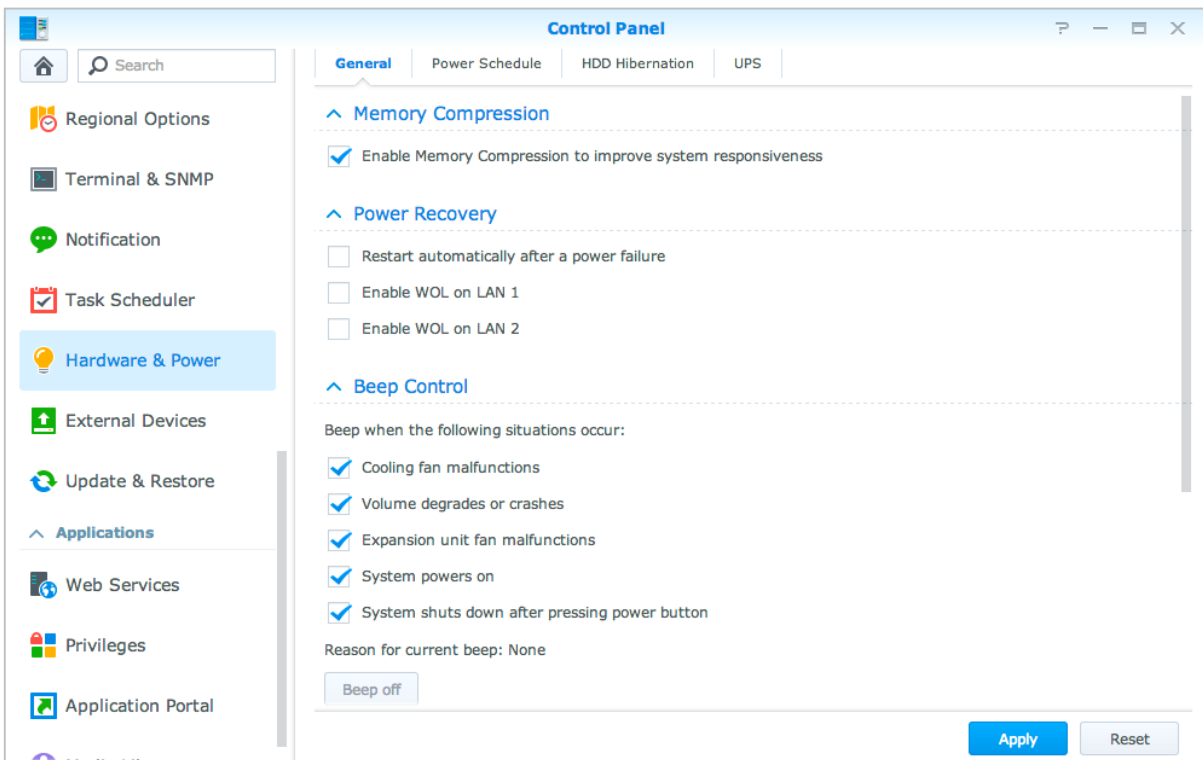 Control Panel
Search
General Power Schedule HDD Hibernation UPS
Regional Options
Terminal & SNMP
Notification
Task Scheduler
Hardware & Power
External Devices
Update & Restore
Applications
Web Services
Privileges
Application Portal
Memory Compression
Enable Memory Compression to improve system responsiveness
Power Recovery
Restart automatically after a power failure
Enable WOL on LAN 1
Enable WOL on LAN 2
Beep Control
Beep when the following situations occur:
Cooling fan malfunctions
Volume degrades or crashes
Expansion unit fan malfunctions
System powers on
System shuts down after pressing power button
Reason for current beep: None
Beep off
Apply Reset